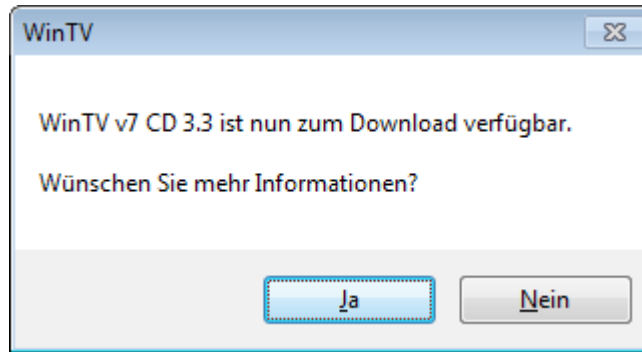 WinTV
WinTV v7 CD 3.3 ist nun zum Download verfügbar.
Wünschen Sie mehr Informationen?
Ja
Nein